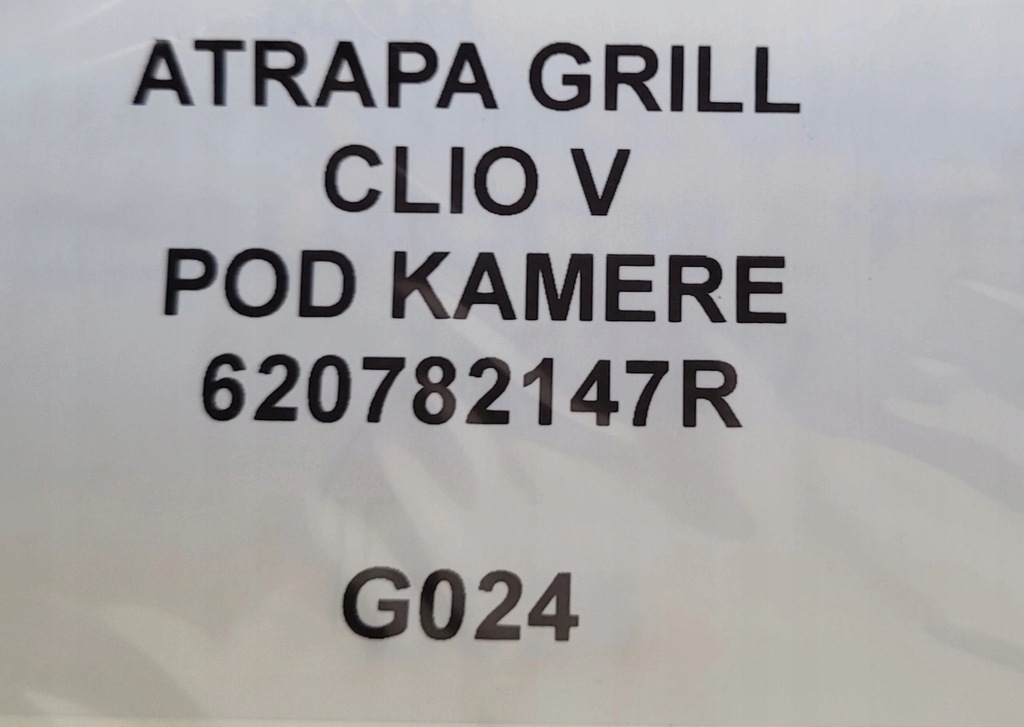 ATRAPA GRILL
CLIO V
POD KAMERE
620782147R
G024